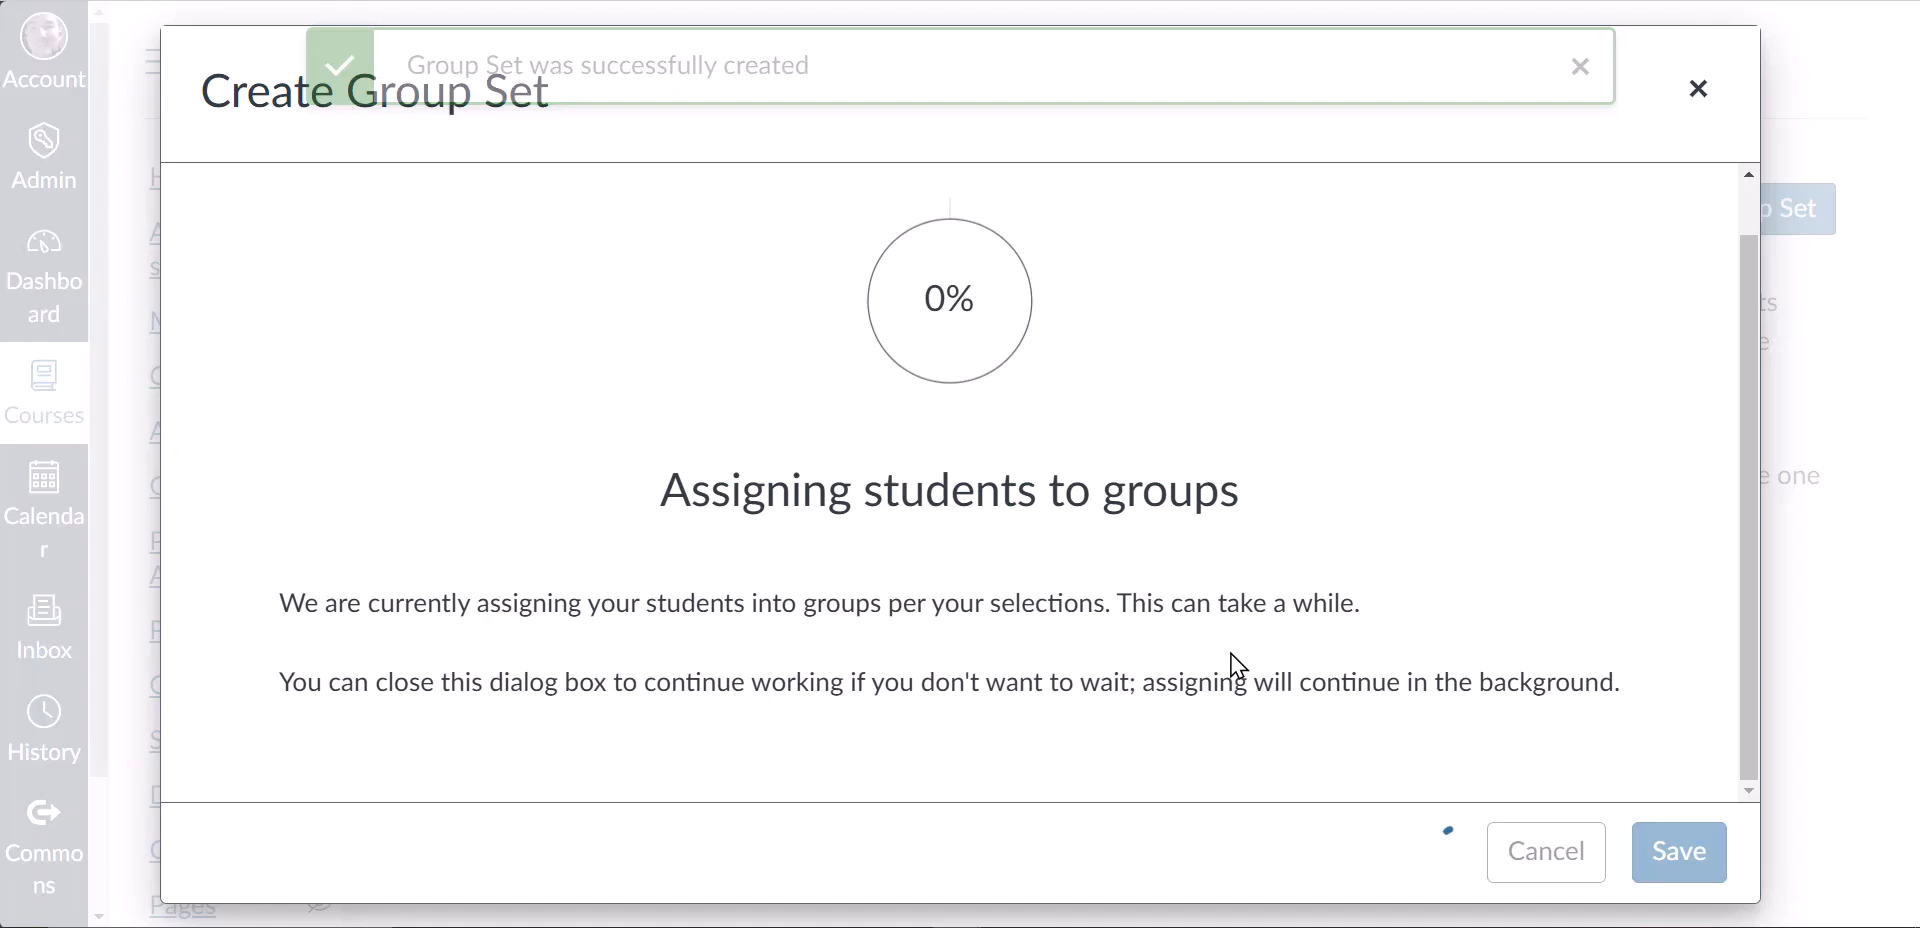 Account
Admin
Dashbo
ard
Courses
Calenda
r
Inbox
History
Commo
ns
Group Set was successfully created
Create Group Set
0%
Assigning students to groups
We are currently assigning your students into groups per your selections. This can take a while.
You can close this dialog box to continue working if you don't want to wait; assigning will continue in the background.
Cancel
Save
Set
one
Pages